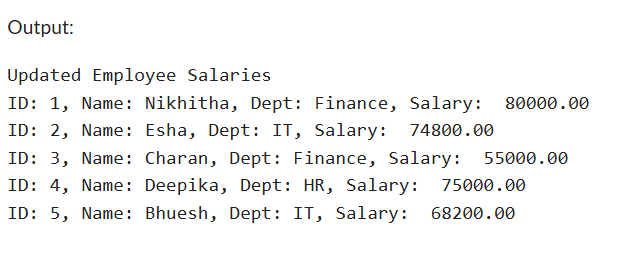 Output:
Updated Employee Salaries
ID: 1, Name: Nikhitha, Dept: Finance, Salary:  80000.00
ID: 2, Name: Esha, Dept: IT, Salary:  74800.00
ID: 3, Name: Charan, Dept: Finance, Salary:  55000.00
ID: 4, Name: Deepika, Dept: HR, Salary:  75000.00
ID: 5, Name: Bhuesh, Dept: IT, Salary:  68200.00